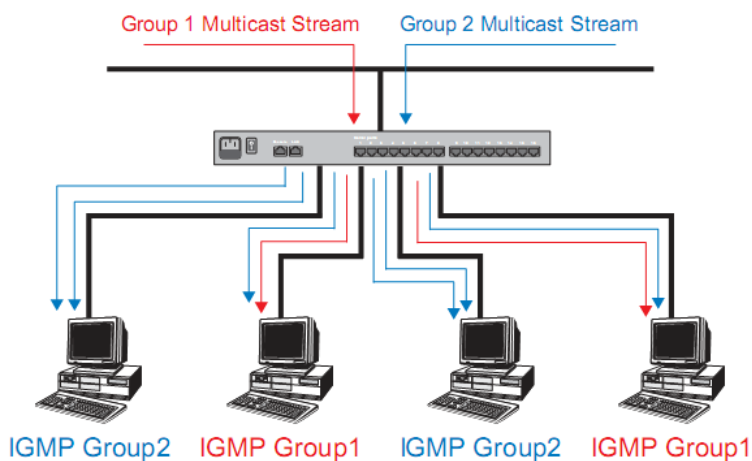 Group 1 Multicast Stream
Group 2 Multicast Stream
IGMP Group2
IGMP Group1
IGMP Group2
IGMP Group1